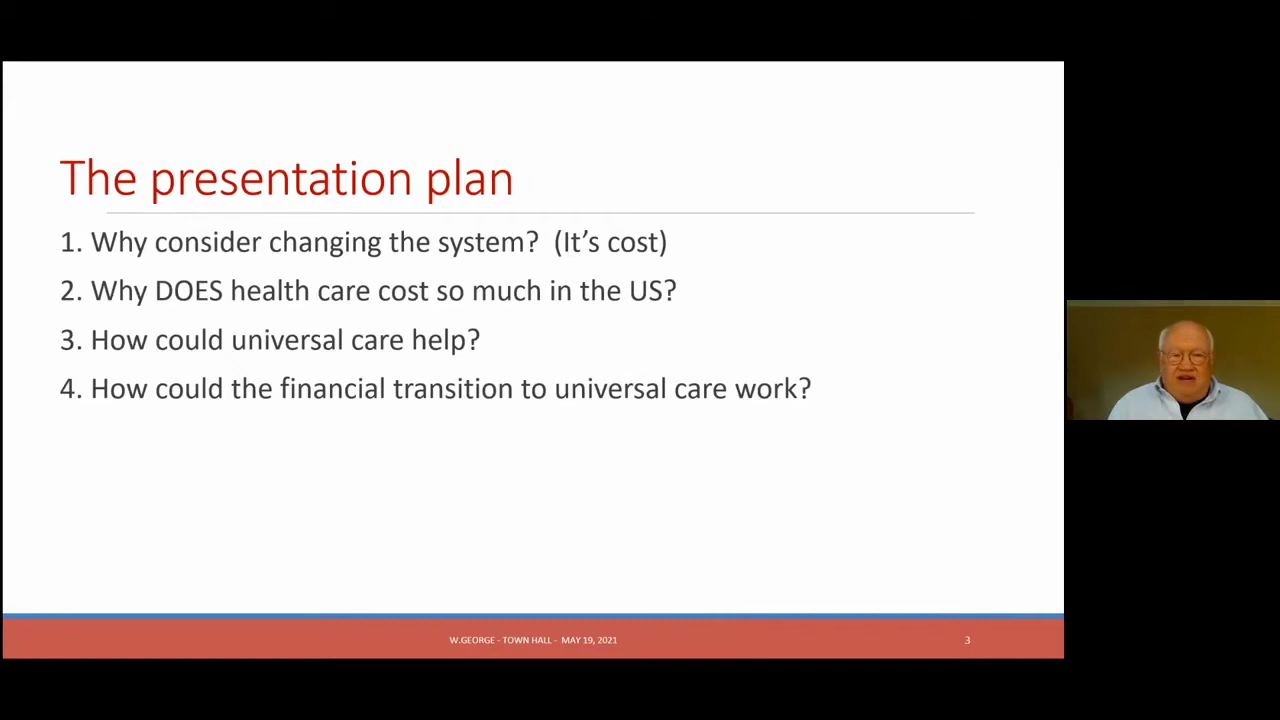 The presentation plan
1. Why consider changing the system?  (It’s cost)
2. Why DOES health care cost so much in the US?
3. How could universal care help?
4. How could the financial transition to universal care work?
W.GEORGE - TOWN HALL -  MAY 19, 2021
3